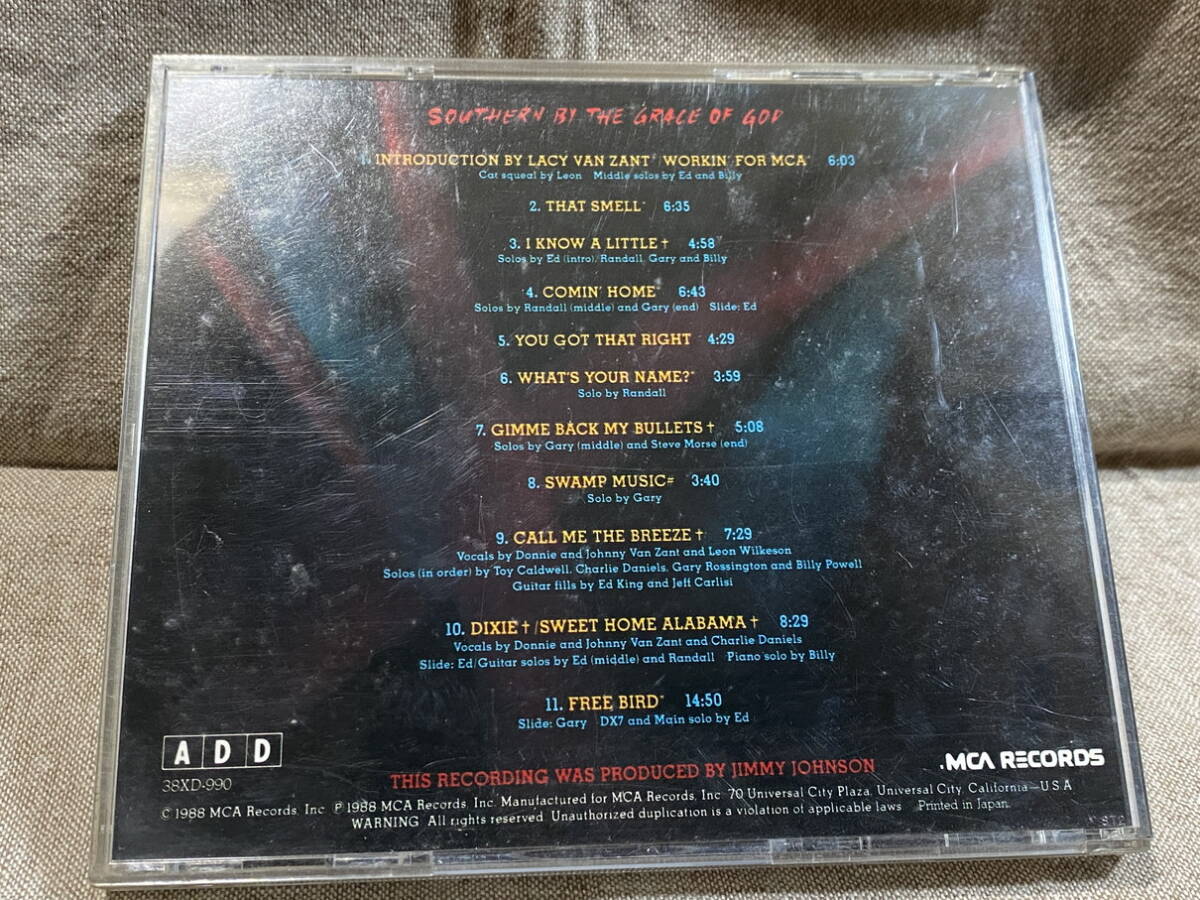 SOUTHERN BY THE GRACE OF GOD
1. INTRODUCTION BY LACY VAN ZANT / WORKIN' FOR MCA* 6:03
Cat squeal by Leon Middle solos by Ed and Billy
2. THAT SMELL* 6:35
3. I KNOW A LITTLE† 4:58
Solos by Ed (intro)/Randall, Gary and Billy
4. COMIN' HOME* 6:43
Solos by Randall (middle) and Gary (end) Slide: Ed
5. YOU GOT THAT RIGHT 4:29
6. WHAT'S YOUR NAME?* 3:59
Solo by Randall
7. GIMME BACK MY BULLETS† 5:08
Solos by Gary (middle) and Steve Morse (end)
8. SWAMP MUSIC# 3:40
Solo by Gary
9. CALL ME THE BREEZE† 7:29
Vocals by Donnie and Johnny Van Zant and Leon Wilkeson
Solos (in order) by Toy Caldwell, Charlie Daniels, Gary Rossington and Billy Powell
Guitar fills by Ed King and Jeff Carlisi
10. DIXIE†/SWEET HOME ALABAMA† 8:29
Vocals by Donnie and Johnny Van Zant and Charlie Daniels
Slide: Ed/Guitar solos by Ed (middle) and Randall Piano solo by Billy
11. FREE BIRD* 14:50
Slide: Gary DX7 and Main solo by Ed
A D D
38XD-990
THIS RECORDING WAS PRODUCED BY JIMMY JOHNSON
.MCA RECORDS
© 1988 MCA Records, Inc. ℗ 1988 MCA Records, Inc. Manufactured for MCA Records, Inc. 70 Universal City Plaza, Universal City, California—U.S.A.
WARNING: All rights reserved. Unauthorized duplication is a violation of applicable laws. Printed in Japan.